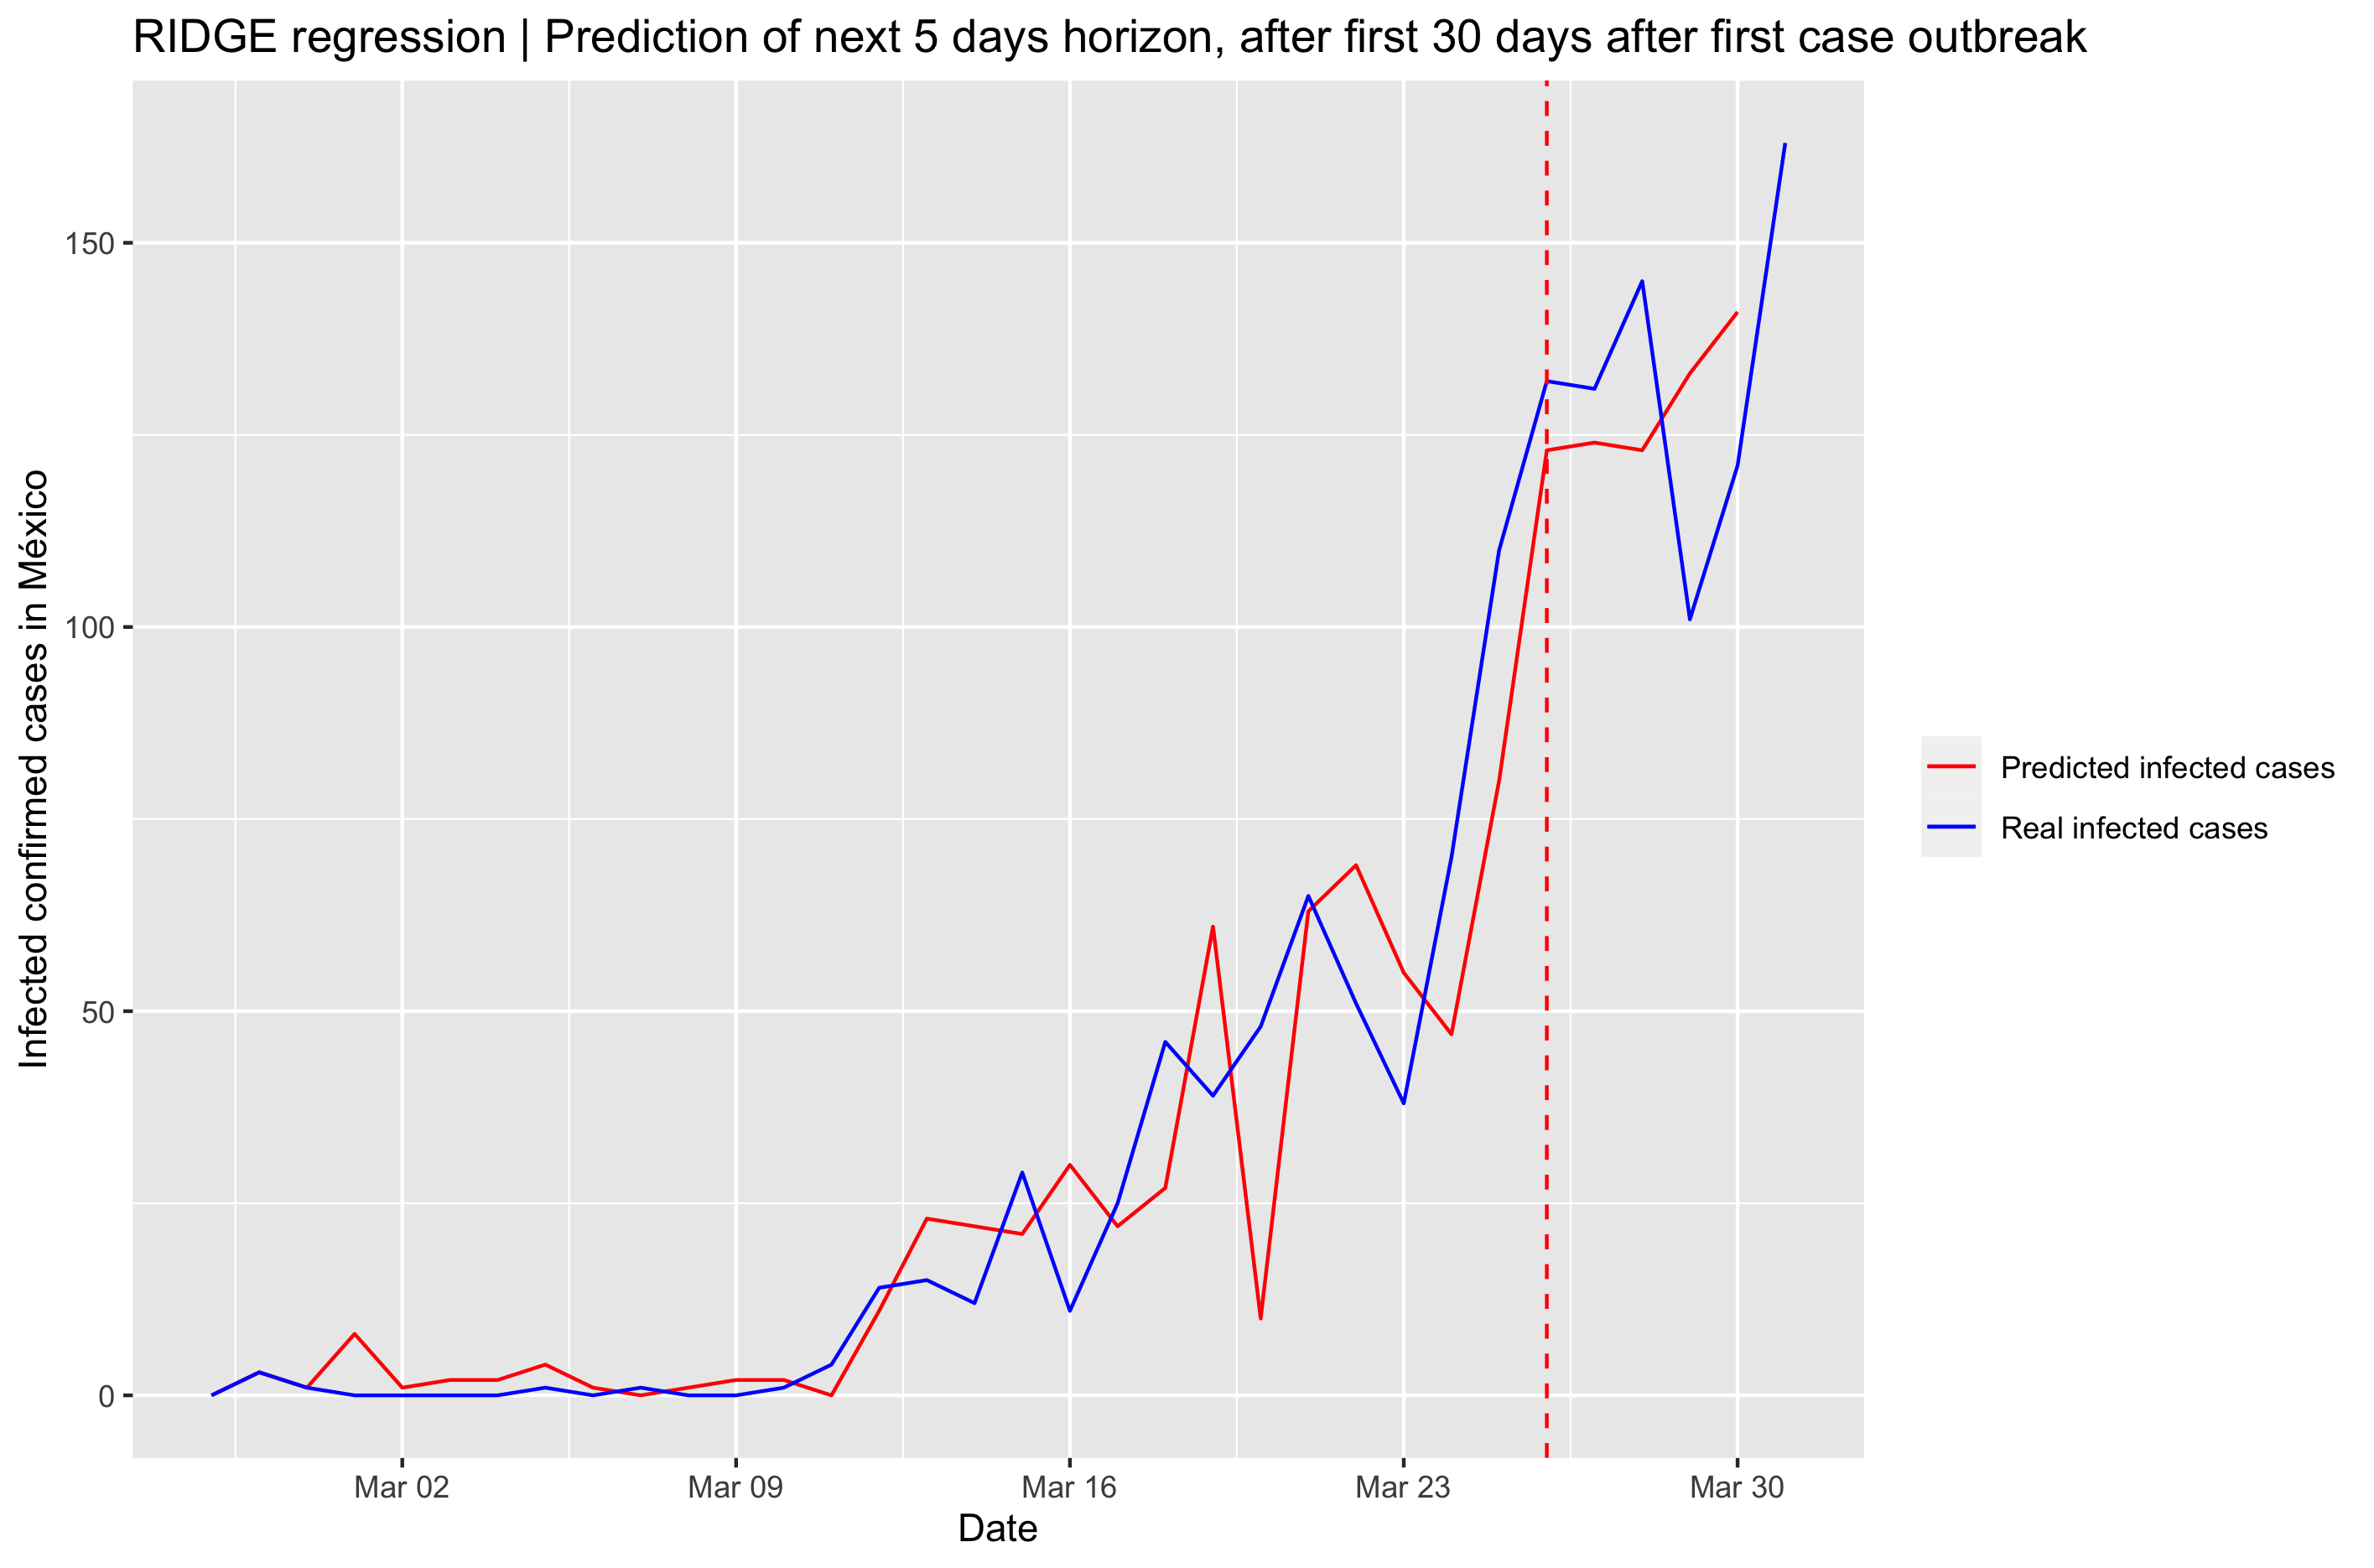 RIDGE regression | Prediction of next 5 days horizon, after first 30 days after first case outbreak
Infected confirmed cases in México
150
100
50
0
Mar 02
Mar 09
Mar 16
Mar 23
Mar 30
Date
Predicted infected cases
Real infected cases